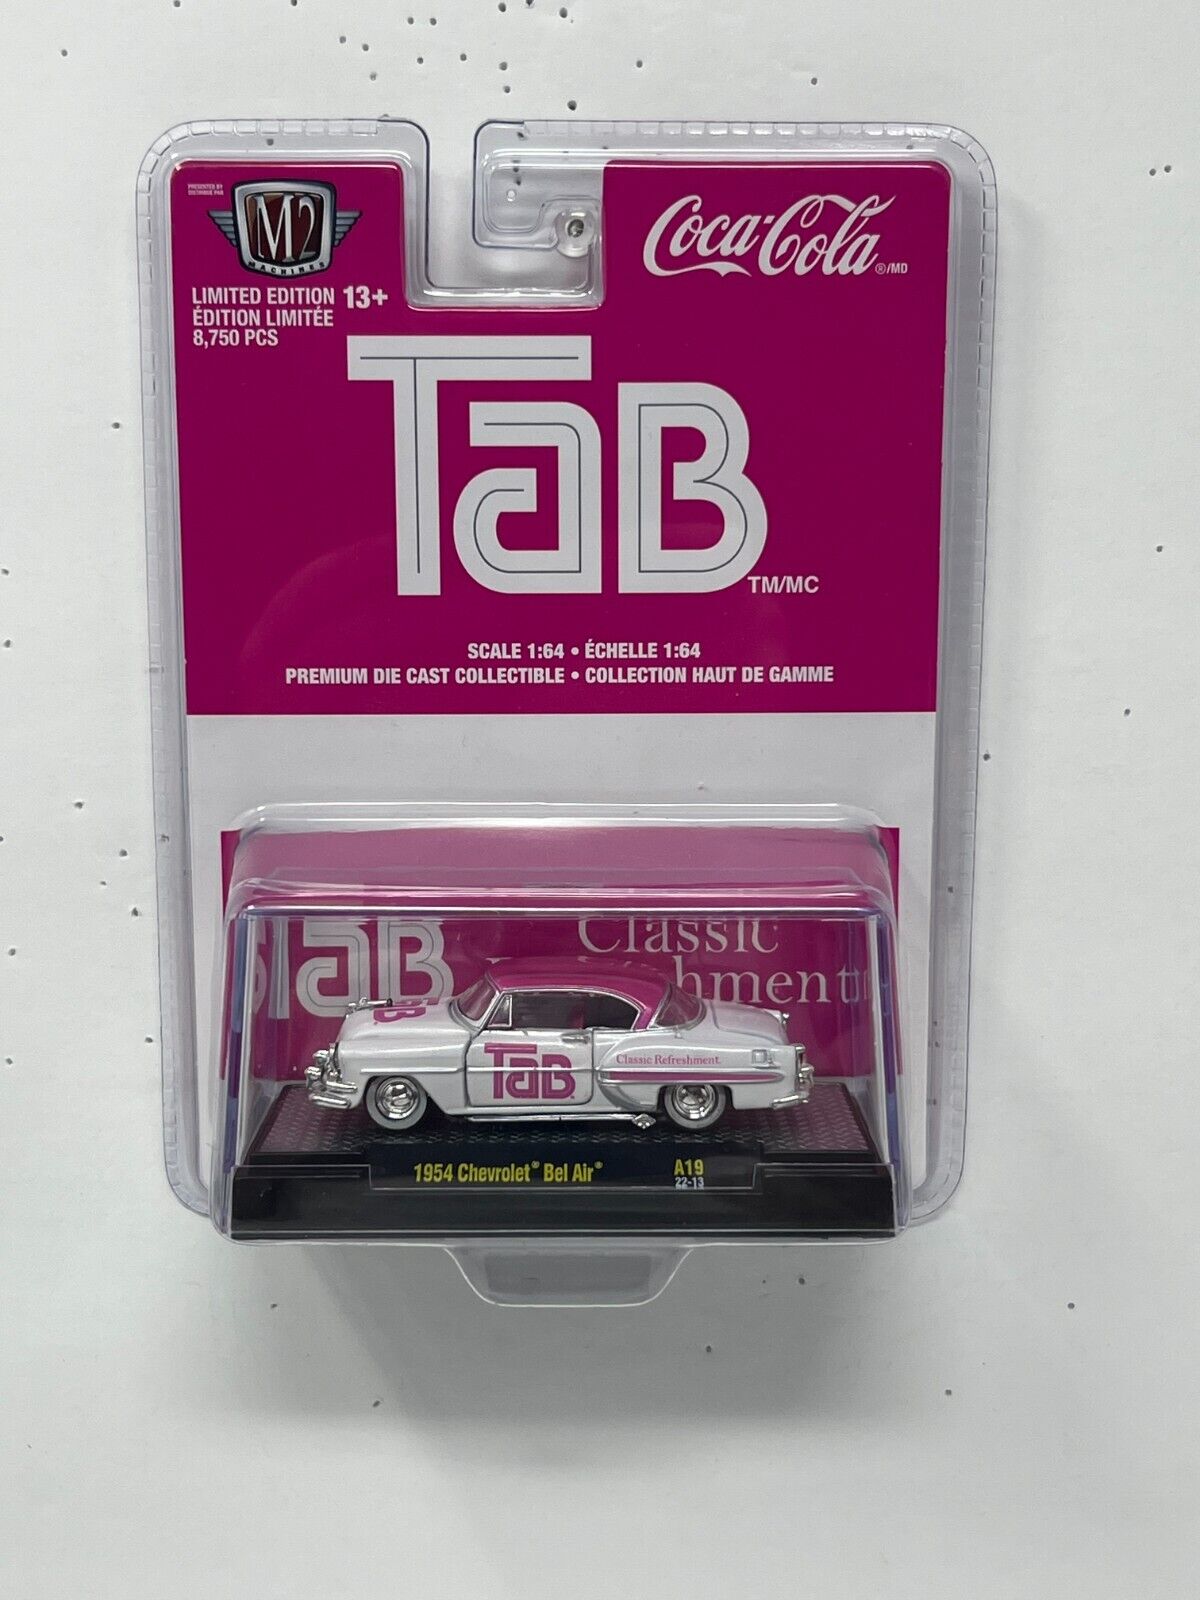 PRESENTED BY
DISTRIBUÉ PAR
M2
MACHINES
LIMITED EDITION 13+
ÉDITION LIMITÉE
8,750 PCS
Coca-Cola ®/MD
TaB TM/MC
SCALE 1:64 • ÉCHELLE 1:64
PREMIUM DIE CAST COLLECTIBLE • COLLECTION HAUT DE GAMME
TaB
Classic
TaB
Classic Refreshment.
1954 Chevrolet® Bel Air® A19
22-13